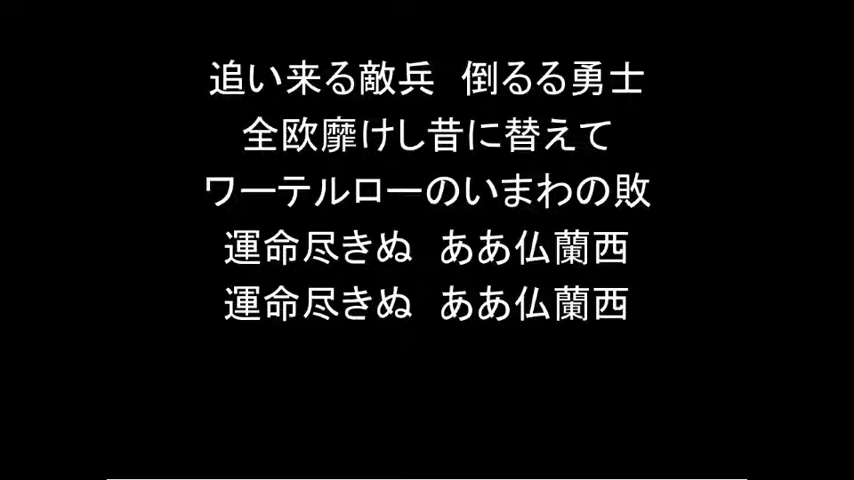 追い来る敵兵　倒るる勇士
全欧靡けし昔に替えて
ワーテルローのいまわの敗
運命尽きぬ　ああ仏蘭西
運命尽きぬ　ああ仏蘭西